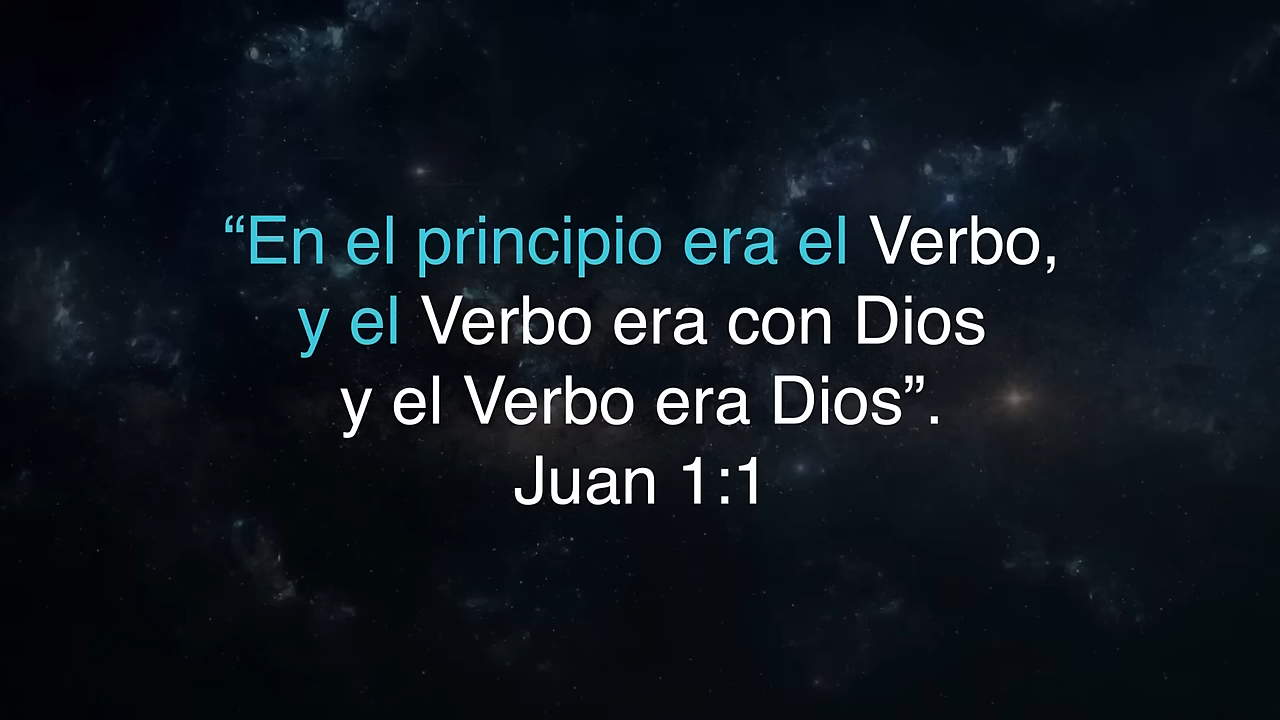 “En el principio era el Verbo,
y el Verbo era con Dios
y el Verbo era Dios”.
Juan 1:1